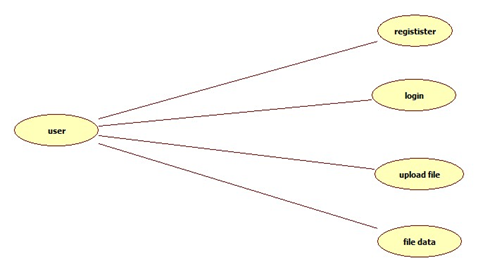 registister
login
user
upload file
file data